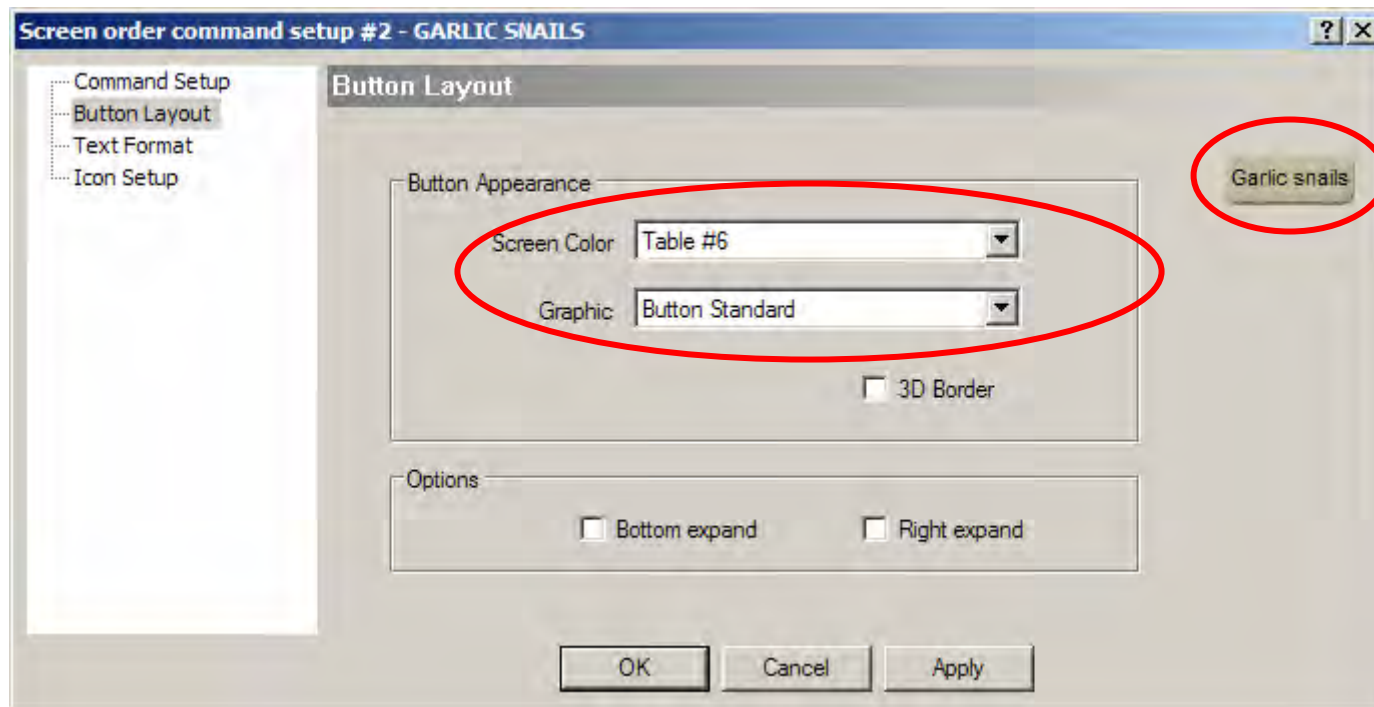 Screen order command setup #2 - GARLIC SNAILS
Command Setup
Button Layout
Text Format
Icon Setup
Button Layout
Garlic snails
Button Appearance
Screen Color Table #6
Graphic Button Standard
3D Border
Options
Bottom expand Right expand
OK Cancel Apply